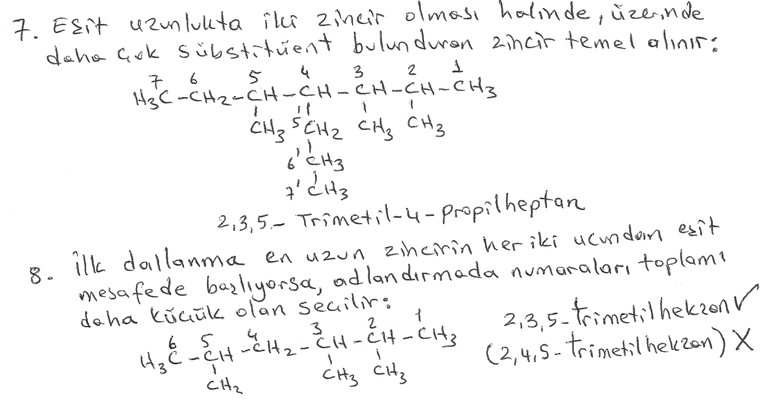 7. Eşit uzunlukta iki zincir olması halinde, üzerinde
daha çok sübstitüent bulunduran zincir temel alınır:
7 6 5 4 3 2 1
H3C-CH2-CH-CH-CH-CH-CH3
CH3 5'CH2 CH3 CH3
6' CH3
7' CH3
2,3,5-Trimetil-4-propilheptan
8. İlk dallanma en uzun zincirin her iki ucundan eşit
mesafede başlıyorsa, adlandırmada numaraları toplamı
daha küçük olan seçilir:
6 5 4 3 2 1
H3C-CH-CH2-CH-CH-CH3
CH3 CH3 CH3
2,3,5-trimetilhekzan ✓
(2,4,5-trimetilhekzan) X